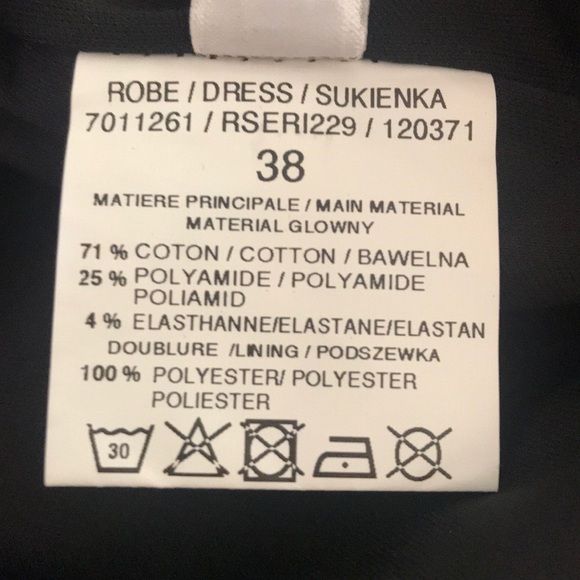 ROBE / DRESS / SUKIENKA
7011261 / RSERI229 / 120371
38
MATIERE PRINCIPALE / MAIN MATERIAL
MATERIAL GLOWNY
71 % COTON / COTTON / BAWELNA
25 % POLYAMIDE / POLYAMIDE
POLIAMID
4 % ELASTHANNE/ELASTANE/ELASTAN
DOUBLURE /LINING / PODSZEWKA
100 % POLYESTER/ POLYESTER
POLIESTER
30